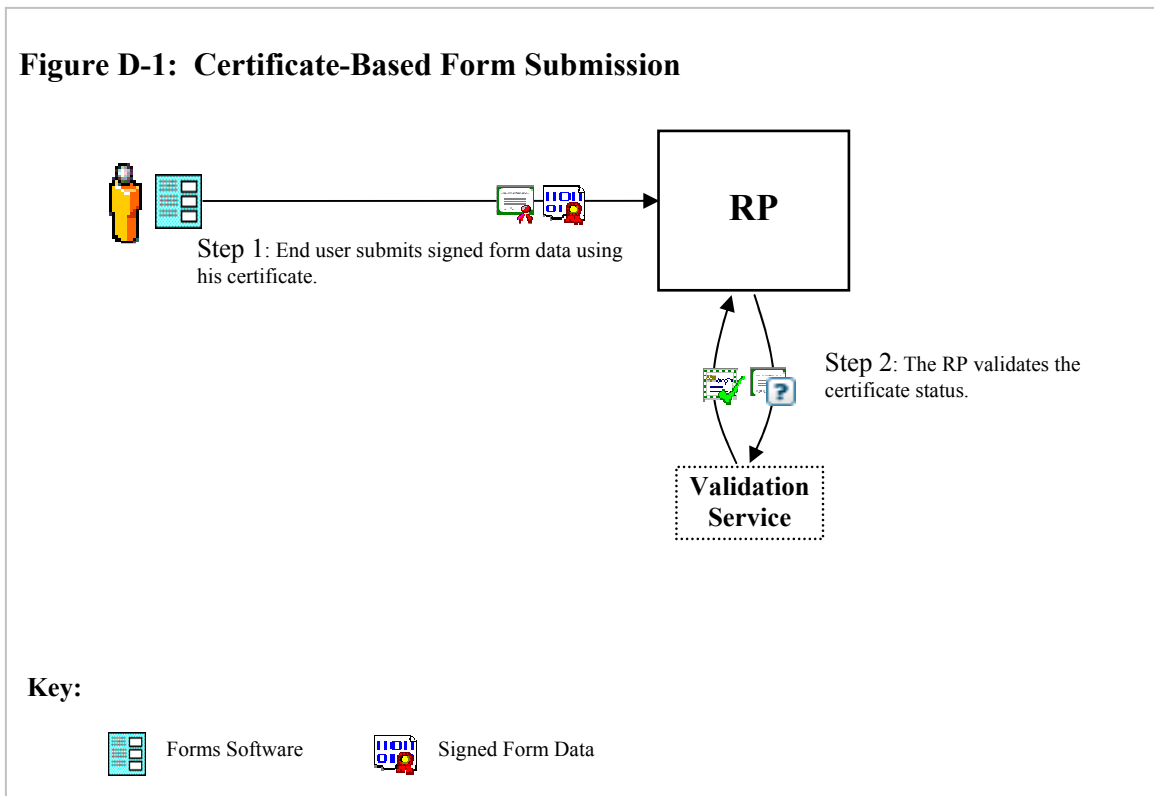 Figure D-1: Certificate-Based Form Submission
RP
Step 1: End user submits signed form data using
his certificate.
Step 2: The RP validates the
certificate status.
?
Validation
Service
Key:
Forms Software
Signed Form Data